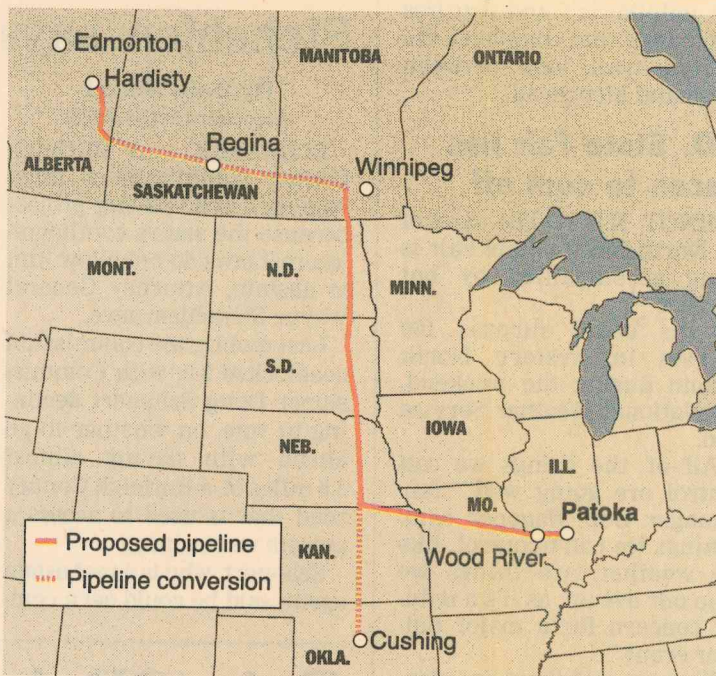 Edmonton
Hardisty
MANITOBA
ONTARIO
Regina
Winnipeg
ALBERTA
SASKATCHEWAN
MONT.
N.D.
MINN.
S.D.
IOWA
NEB.
ILL.
MO.
Patoka
Wood River
Proposed pipeline
KAN.
Pipeline conversion
Cushing
OKLA.